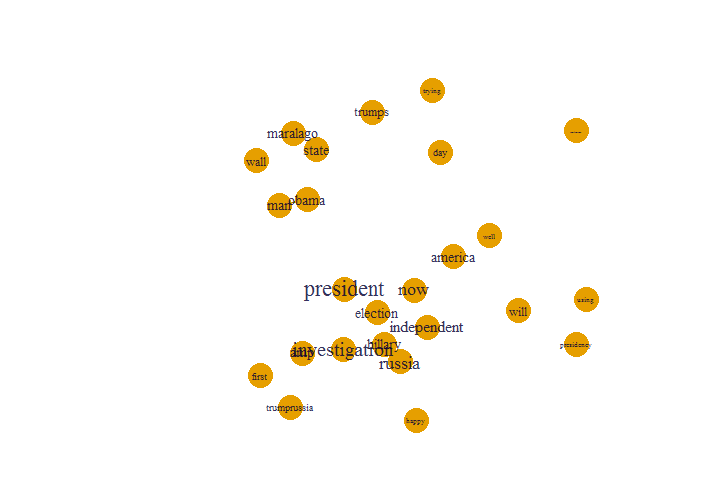 trying
trumps
maralago
state
day
wall
man
obama
well
america
president
now
using
election
will
independent
hillary
presidency
amp
investigation
russia
first
trumprussia
happy